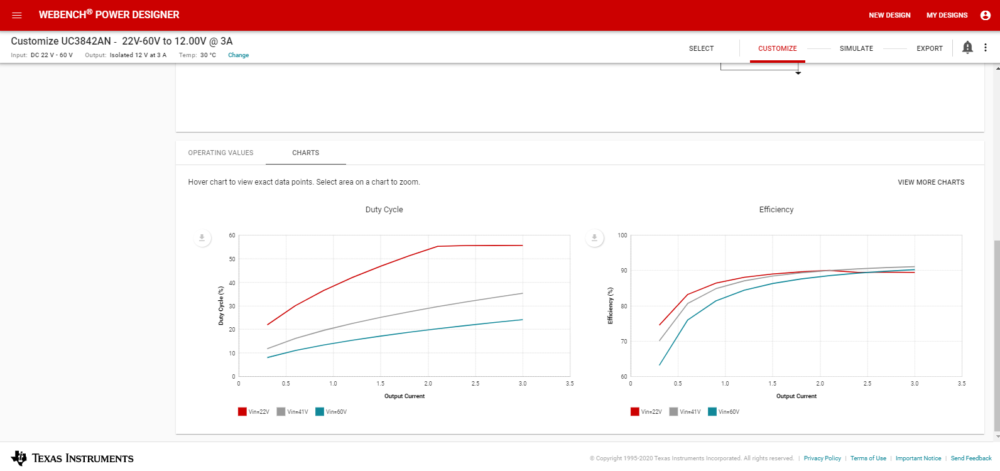 WEBENCH® POWER DESIGNER
NEW DESIGN
MY DESIGNS
Customize UC3842AN - 22V-60V to 12.00V @ 3A
Input: DC 22 V - 60 V Output: Isolated 12 V at 3 A Temp: 30 °C Change
SELECT
CUSTOMIZE
SIMULATE
EXPORT
OPERATING VALUES
CHARTS
Hover chart to view exact data points. Select area on a chart to zoom.
VIEW MORE CHARTS
Duty Cycle
60
50
40
30
20
10
0
Duty Cycle (%)
0 0.5 1.0 1.5 2.0 2.5 3.0 3.5
Output Current
Vin=22V Vin=41V Vin=60V
Efficiency
100
90
80
70
60
Efficiency (%)
0 0.5 1.0 1.5 2.0 2.5 3.0 3.5
Output Current
Vin=22V Vin=41V Vin=60V
TEXAS INSTRUMENTS
© Copyright 1995-2020 Texas Instruments Incorporated. All rights reserved. | Privacy Policy | Terms of Use | Important Notice | Send Feedback